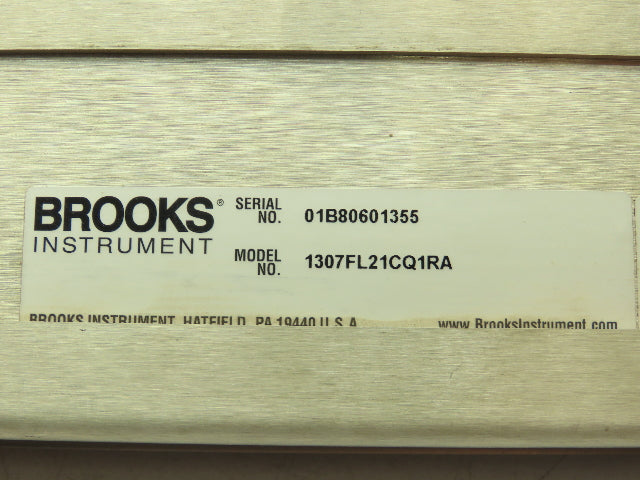 BROOKS® SERIAL NO. 01B80601355
INSTRUMENT
MODEL NO. 1307FL21CQ1RA
BROOKS INSTRUMENT, HATFIELD, PA 19440 U.S.A. www.BrooksInstrument.com